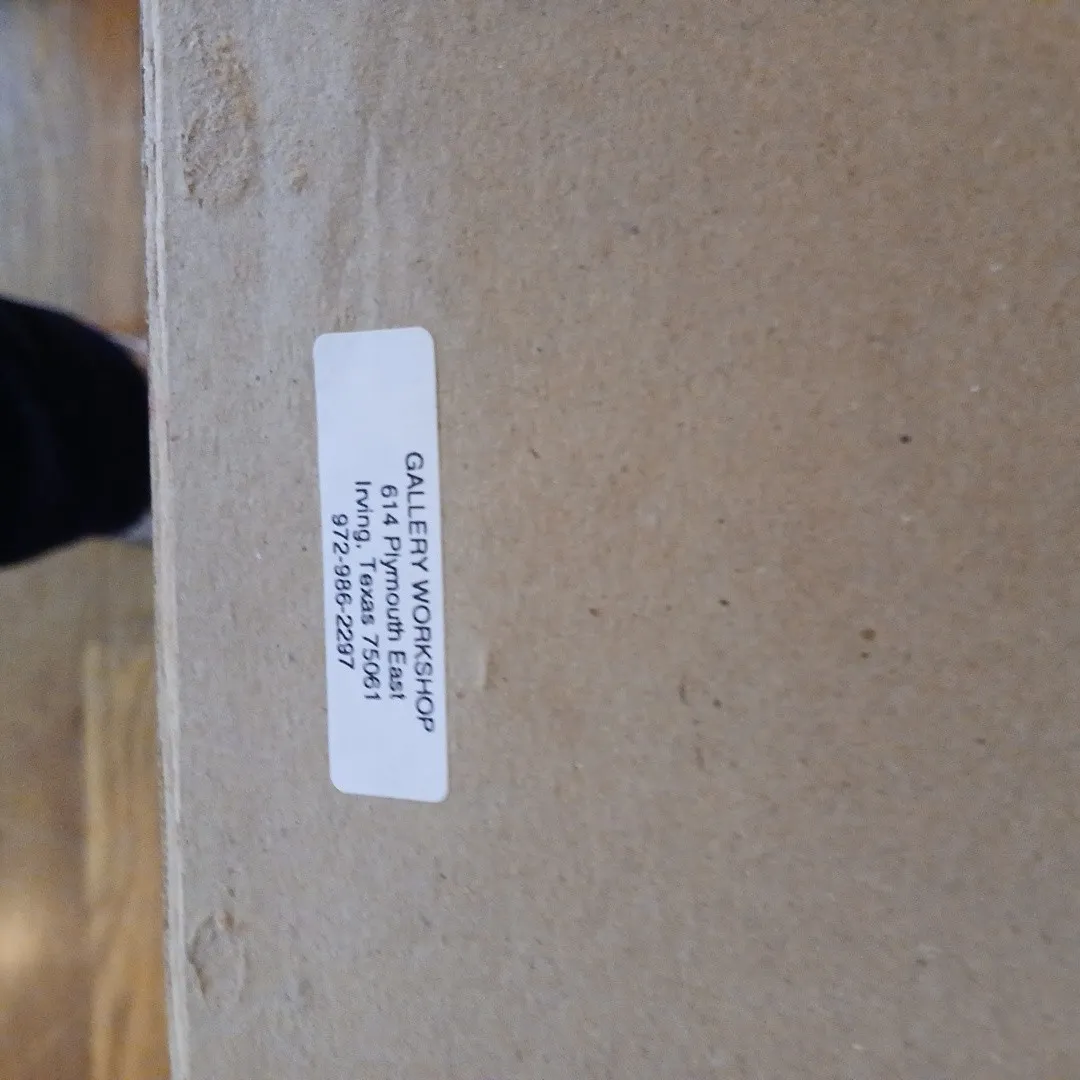 GALLERY WORKSHOP
614 Plymouth East
Irving, Texas 75061
972-986-2297